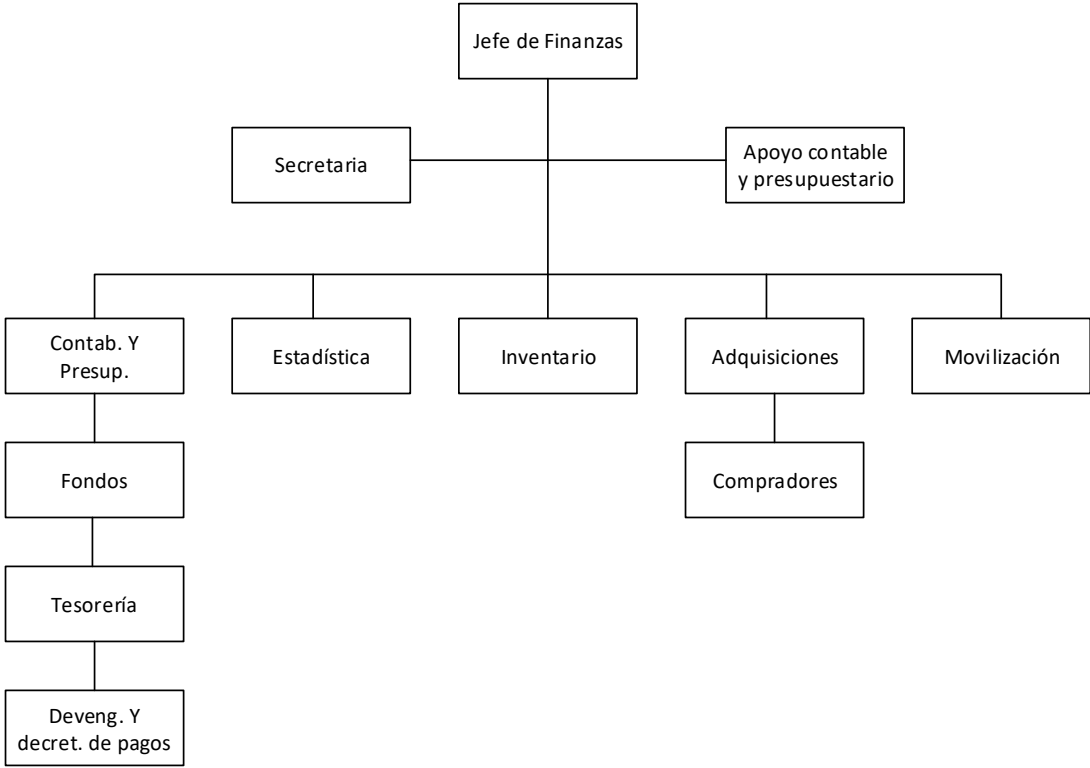 Jefe de Finanzas
Secretaria
Apoyo contable
y presupuestario
Contab. Y
Presup.
Estadística
Inventario
Adquisiciones
Movilización
Fondos
Compradores
Tesorería
Deveng. Y
decret. de pagos